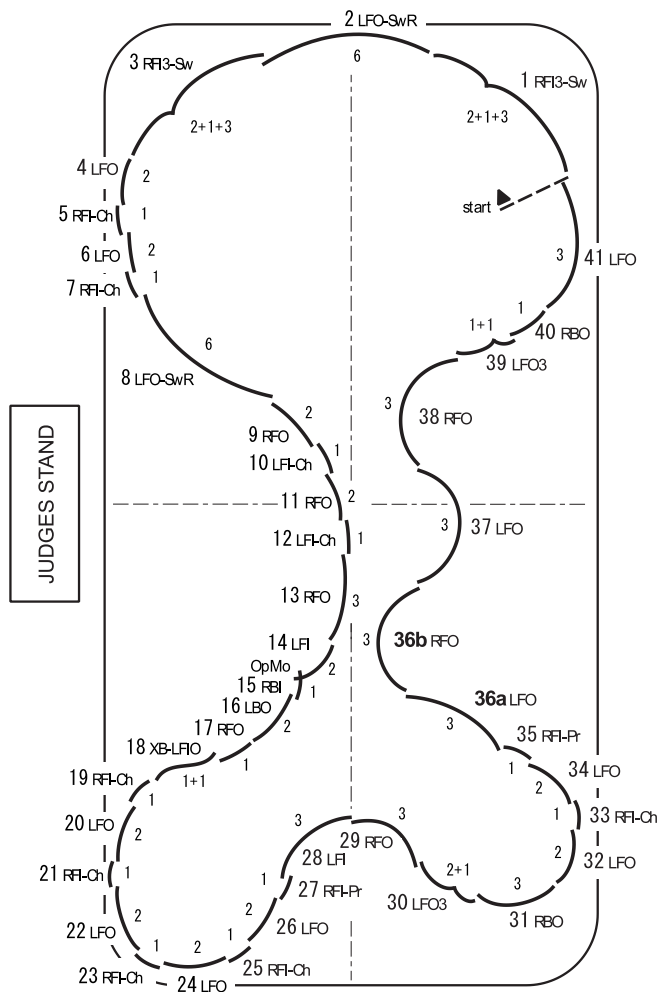 2 LFO-SwR
6
3 RFI3-Sw
2+1+3
1 RFI3-Sw
2+1+3
start
4 LFO
2
5 RFI-Ch
1
6 LFO
2
7 RFI-Ch
1
8 LFO-SwR
6
9 RFO
2
10 LFI-Ch
1
11 RFO
2
12 LFI-Ch
1
13 RFO
3
14 LFI
2
OpMo
15 RBI
1
16 LBO
2
17 RFO
1
18 XB-LFIO
1+1
19 RFI-Ch
1
20 LFO
2
21 RFI-Ch
1
22 LFO
2
23 RFI-Ch
1
24 LFO
2
25 RFI-Ch
1
26 LFO
2
27 RFI-Pr
1
28 LFI
3
29 RFO
3
30 LFO3
2+1
31 RBO
3
32 LFO
2
33 RFI-Ch
1
34 LFO
2
35 RFI-Pr
1
36a LFO
3
36b RFO
3
37 LFO
3
38 RFO
3
39 LFO3
1+1
40 RBO
1
41 LFO
3
JUDGES STAND